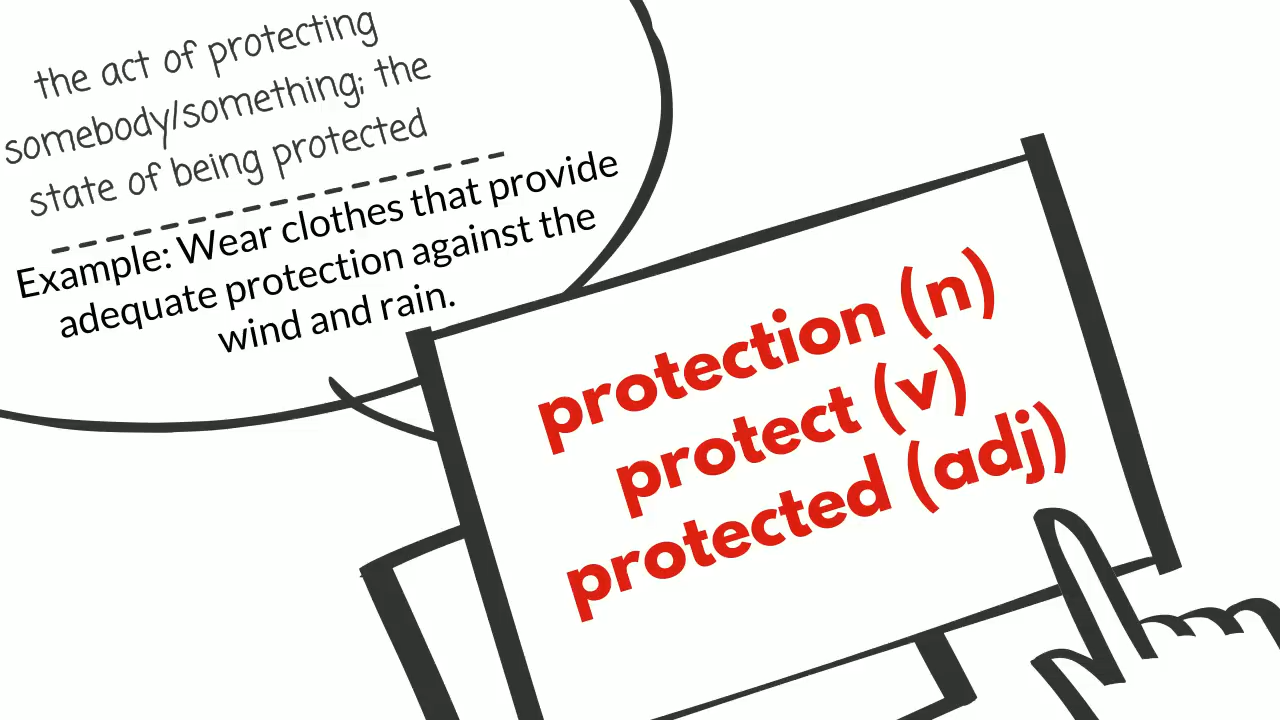 the act of protecting
somebody/something; the
state of being protected
Example: Wear clothes that provide
adequate protection against the
wind and rain.
protection (n)
protect (v)
protected (adj)